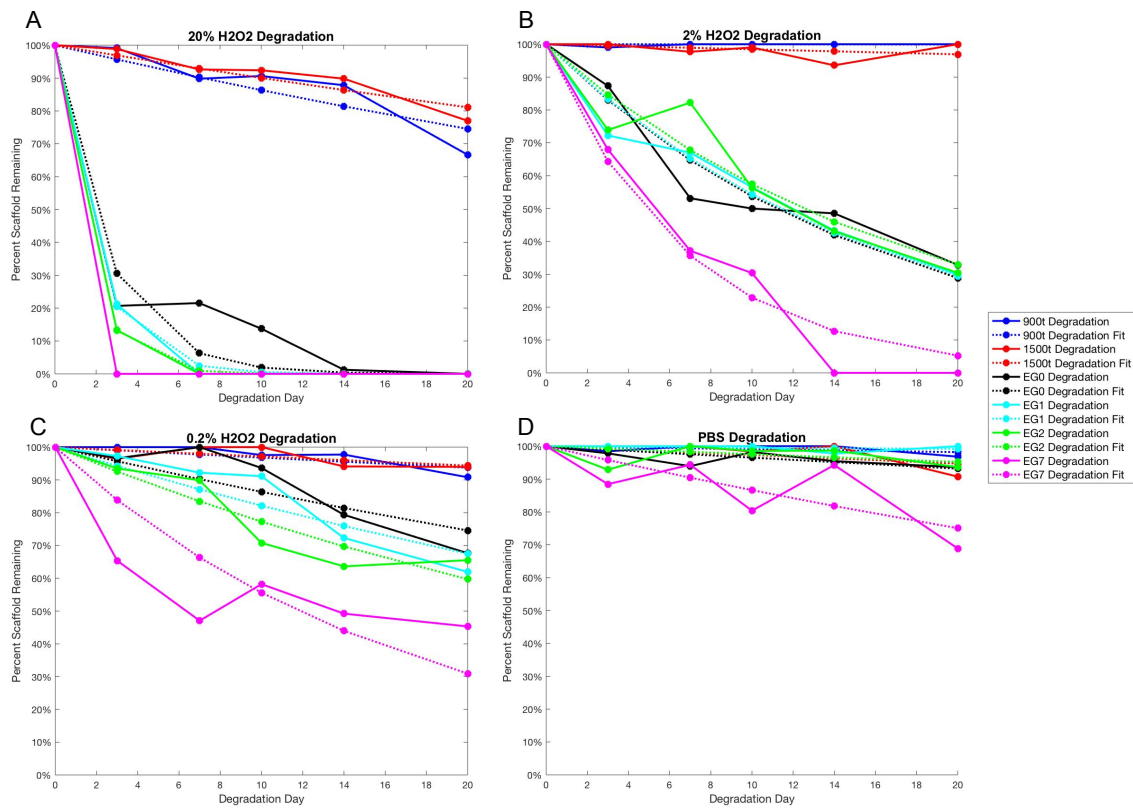 A
20% H2O2 Degradation
Percent Scaffold Remaining
100%
90%
80%
70%
60%
50%
40%
30%
20%
10%
0%
0 2 4 6 8 10 12 14 16 18 20
Degradation Day
B
2% H2O2 Degradation
Percent Scaffold Remaining
100%
90%
80%
70%
60%
50%
40%
30%
20%
10%
0%
0 2 4 6 8 10 12 14 16 18 20
Degradation Day
900t Degradation
900t Degradation Fit
1500t Degradation
1500t Degradation Fit
EG0 Degradation
EG0 Degradation Fit
EG1 Degradation
EG1 Degradation Fit
EG2 Degradation
EG2 Degradation Fit
EG7 Degradation
EG7 Degradation Fit
C
0.2% H2O2 Degradation
Percent Scaffold Remaining
100%
90%
80%
70%
60%
50%
40%
30%
20%
10%
0%
0 2 4 6 8 10 12 14 16 18 20
Degradation Day
D
PBS Degradation
Percent Scaffold Remaining
100%
90%
80%
70%
60%
50%
40%
30%
20%
10%
0%
0 2 4 6 8 10 12 14 16 18 20
Degradation Day